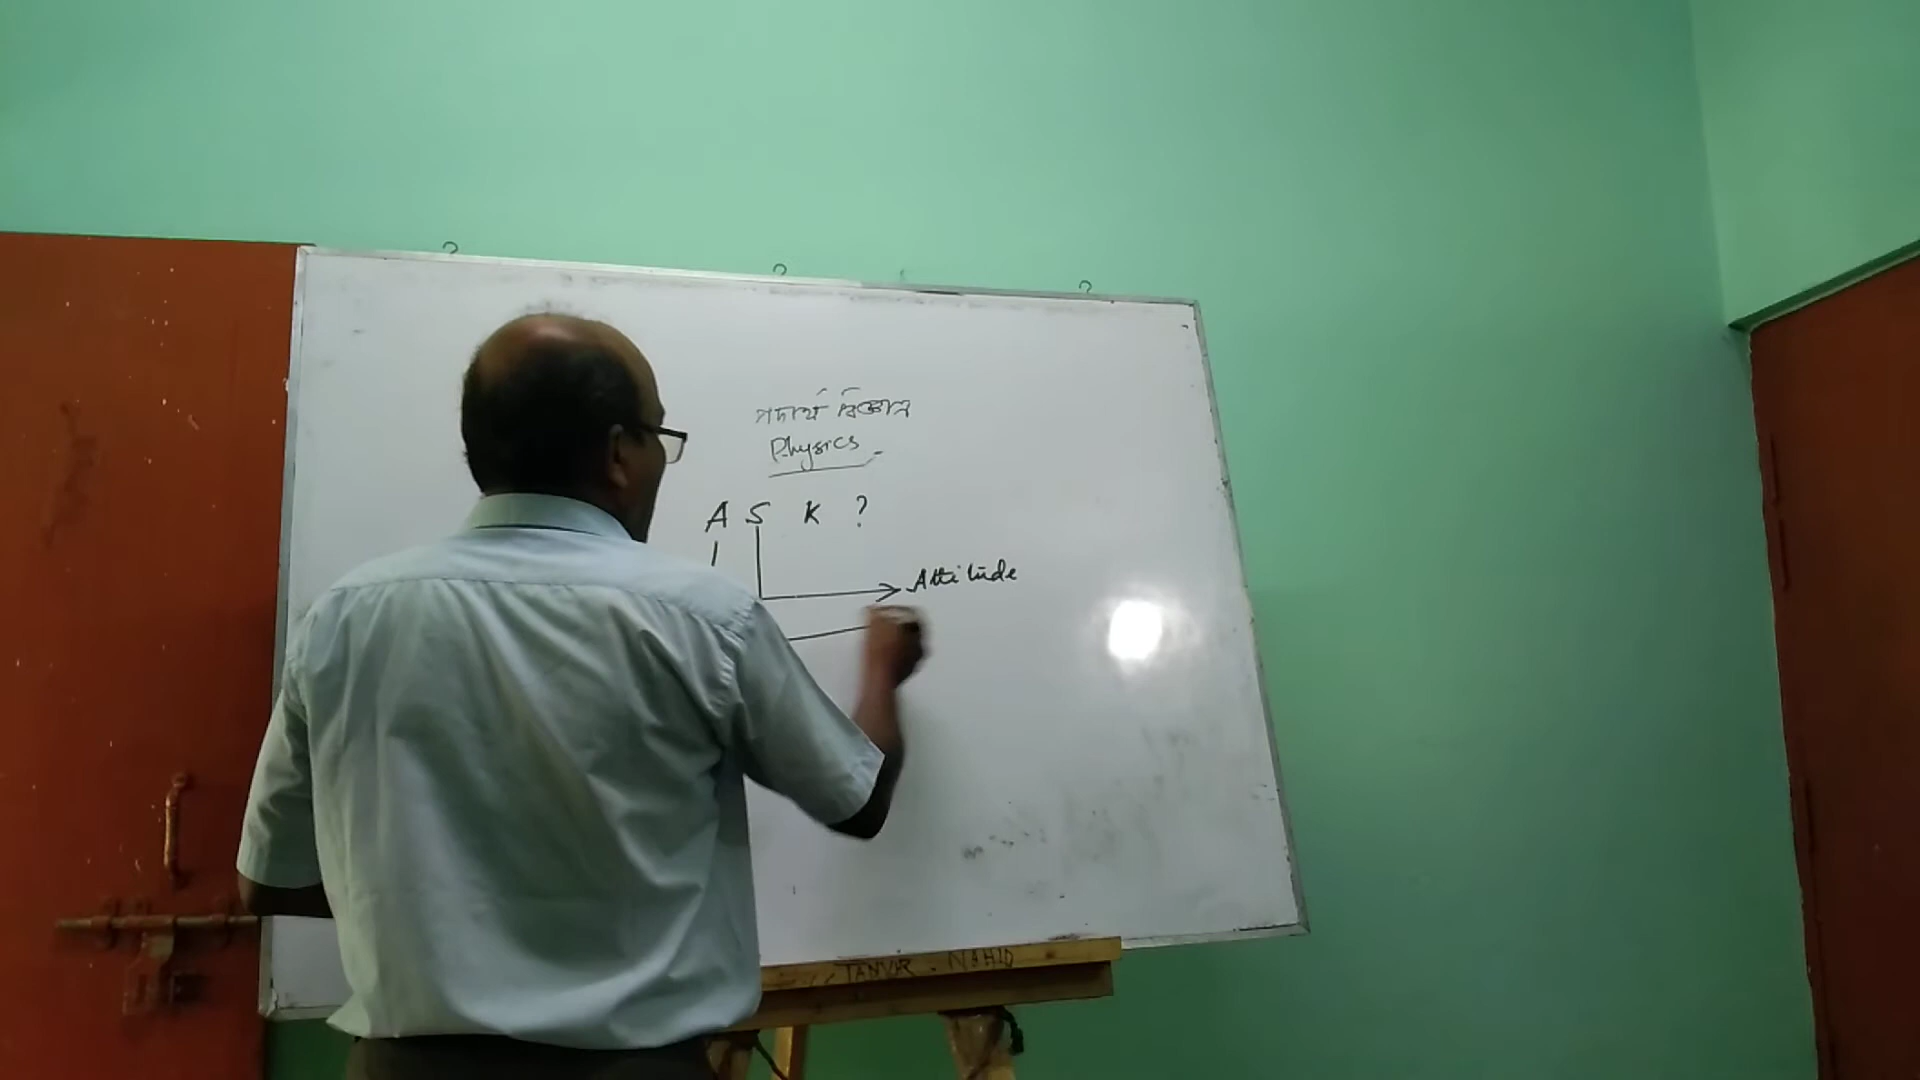 পদার্থ বিজ্ঞান
Physics
A S K ?
Attitude
TANVIR - NAHID